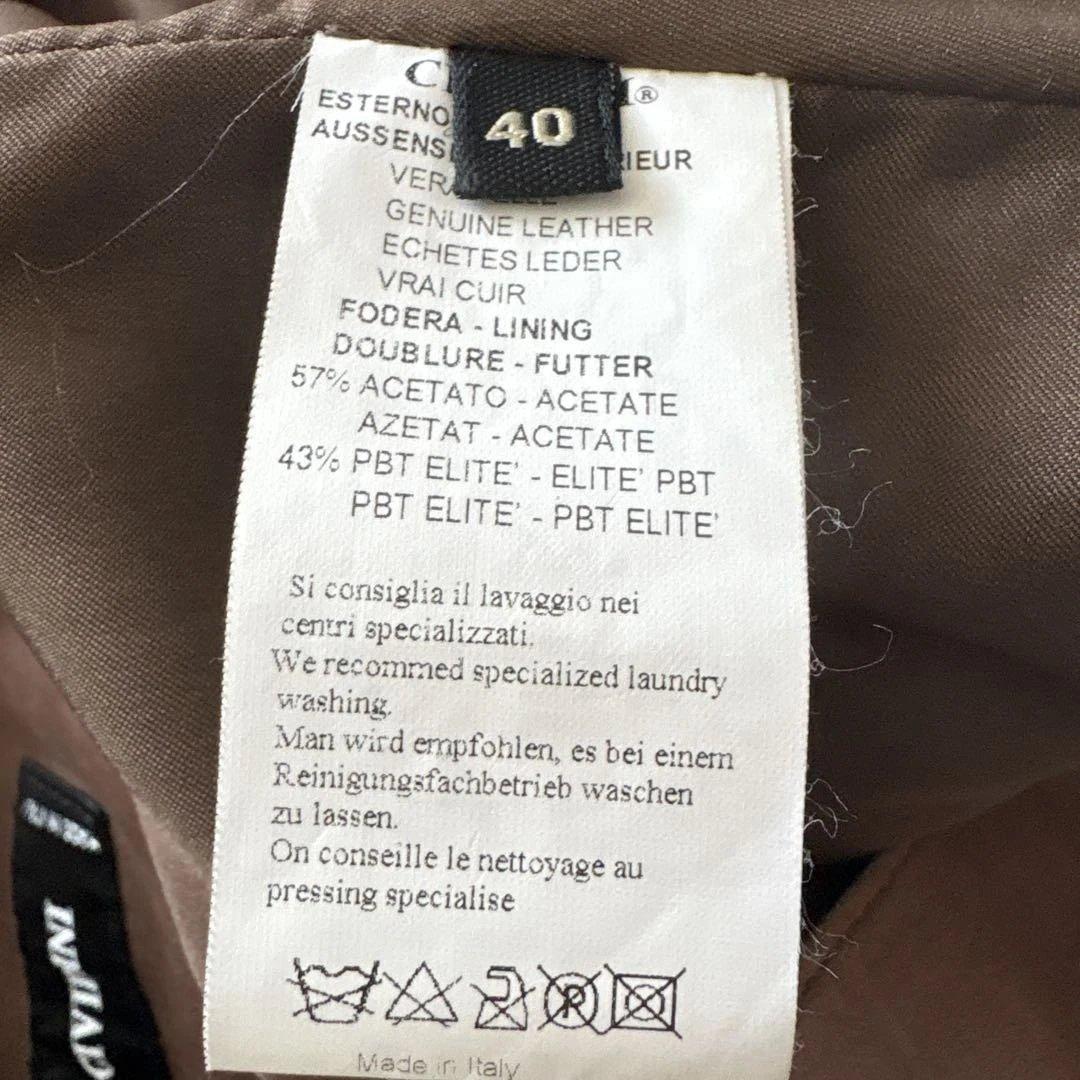 40
®
ESTERNO
GENUINE LEATHER
ECHETES LEDER
VRAI CUIR
FODERA - LINING
DOUBLURE - FUTTER
57% ACETATO - ACETATE
AZETAT - ACETATE
43% PBT ELITE' - ELITE' PBT
PBT ELITE' - PBT ELITE'
Si consiglia il lavaggio nei
centri specializzati.
We recommed specialized laundry
washing.
Man wird empfohlen, es bei einem
Reinigungsfachbetrieb waschen
zu lassen.
On conseille le nettoyage au
pressing specialise
P
Made in Italy